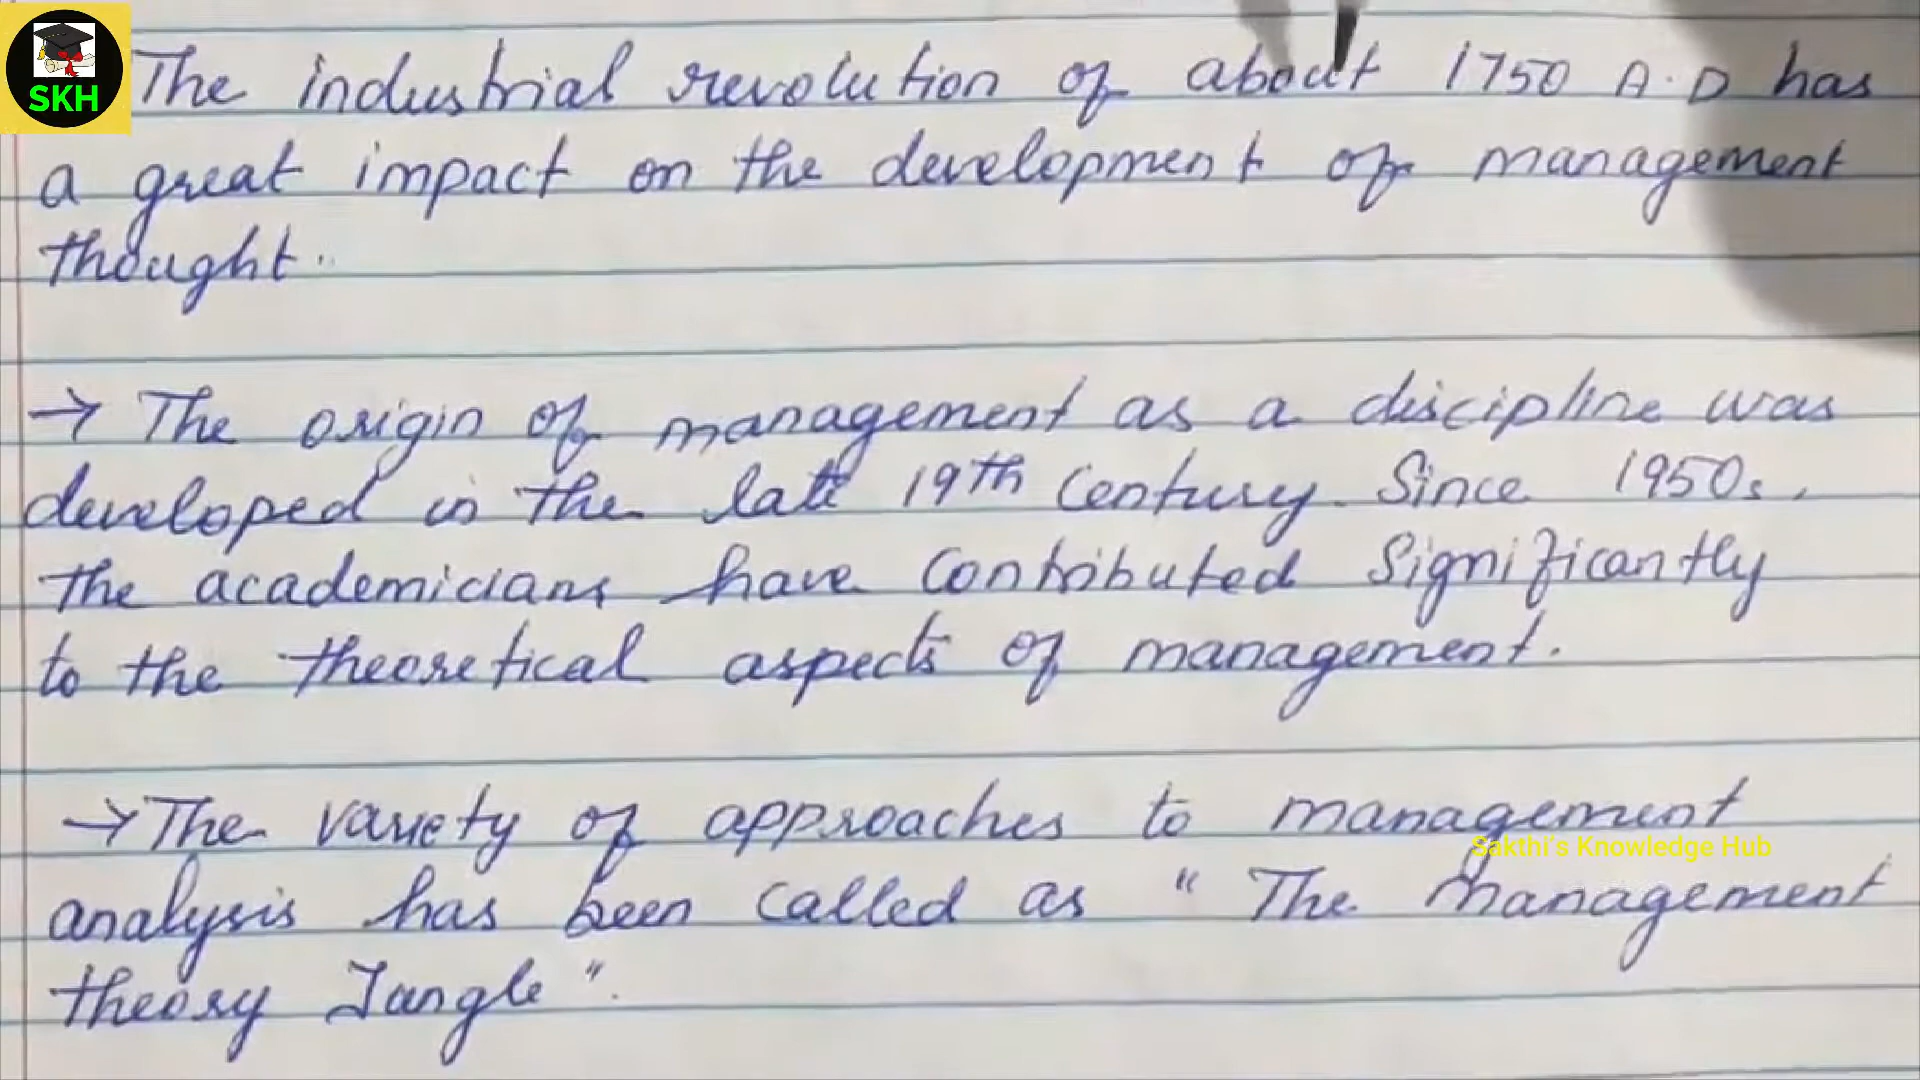 SKH
The industrial revolution of about 1750 A.D has
a great impact on the development of management
thought.
→ The origin of management as a discipline was
developed in the late 19th Century. Since 1950s,
the academicians have contributed significantly
to the theoretical aspects of management.
→ The variety of approaches to management
Sakthi's Knowledge Hub
analysis has been called as " The Management
theory Jangle ".